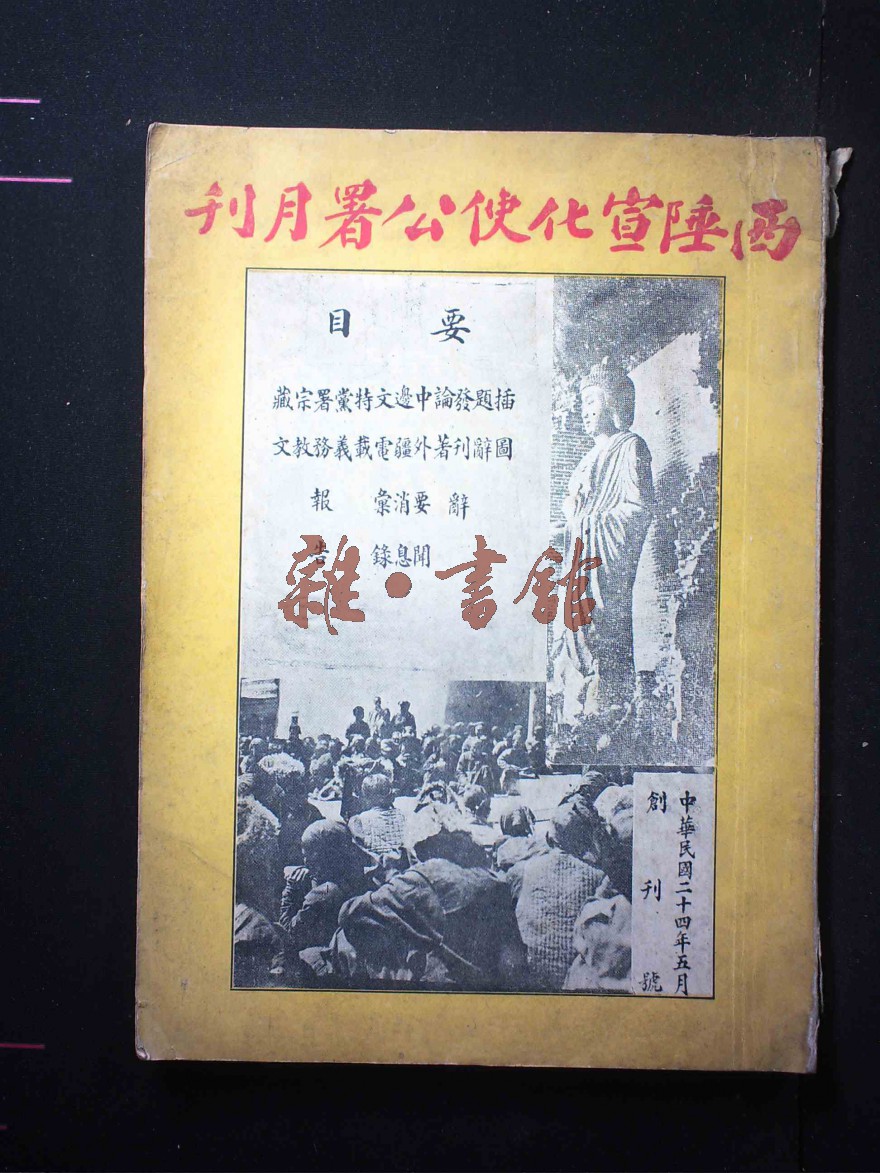 西陲宣化使公署月刊
要目
插圖
題辭
發刊辭
論著
中外要聞
邊疆消息
文電彙錄
特載
黨義
署務報告
宗教
藏文
中華民國二十四年五月
創刊號
雜·書館